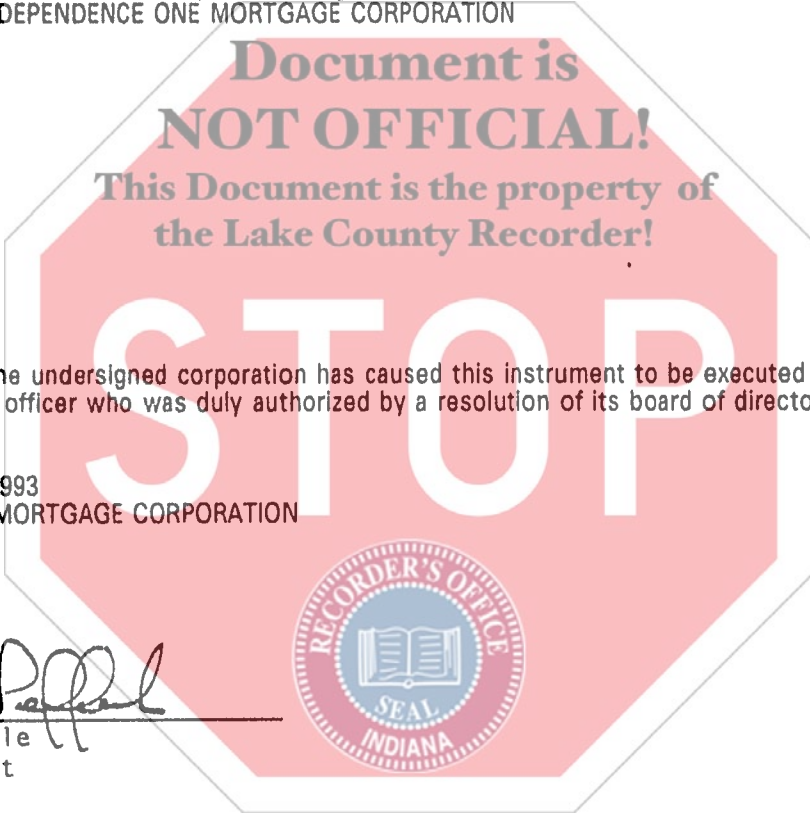 DEPENDENCE ONE MORTGAGE CORPORATION
Document is
NOT OFFICIAL!
This Document is the property of
the Lake County Recorder!
STOP
he undersigned corporation has caused this instrument to be executed
officer who was duly authorized by a resolution of its board of directo
993
MORTGAGE CORPORATION
RECORDER'S OFFICE
SEAL
INDIANA
le
t